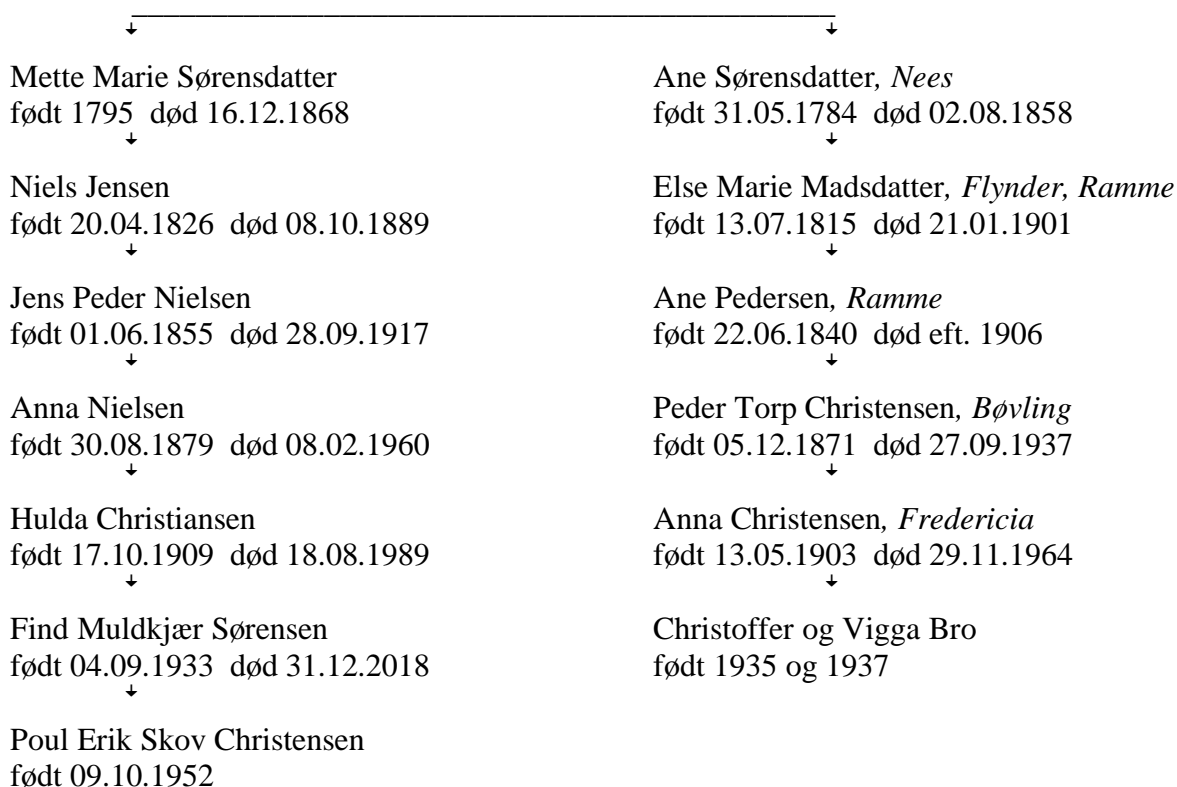 Mette Marie Sørensdatter
født 1795 død 16.12.1868
Niels Jensen
født 20.04.1826 død 08.10.1889
Jens Peder Nielsen
født 01.06.1855 død 28.09.1917
Anna Nielsen
født 30.08.1879 død 08.02.1960
Hulda Christiansen
født 17.10.1909 død 18.08.1989
Find Muldkjær Sørensen
født 04.09.1933 død 31.12.2018
Poul Erik Skov Christensen
født 09.10.1952
Ane Sørensdatter, Nees
født 31.05.1784 død 02.08.1858
Else Marie Madsdatter, Flynder, Ramme
født 13.07.1815 død 21.01.1901
Ane Pedersen, Ramme
født 22.06.1840 død eft. 1906
Peder Torp Christensen, Bøvling
født 05.12.1871 død 27.09.1937
Anna Christensen, Fredericia
født 13.05.1903 død 29.11.1964
Christoffer og Vigga Bro
født 1935 og 1937